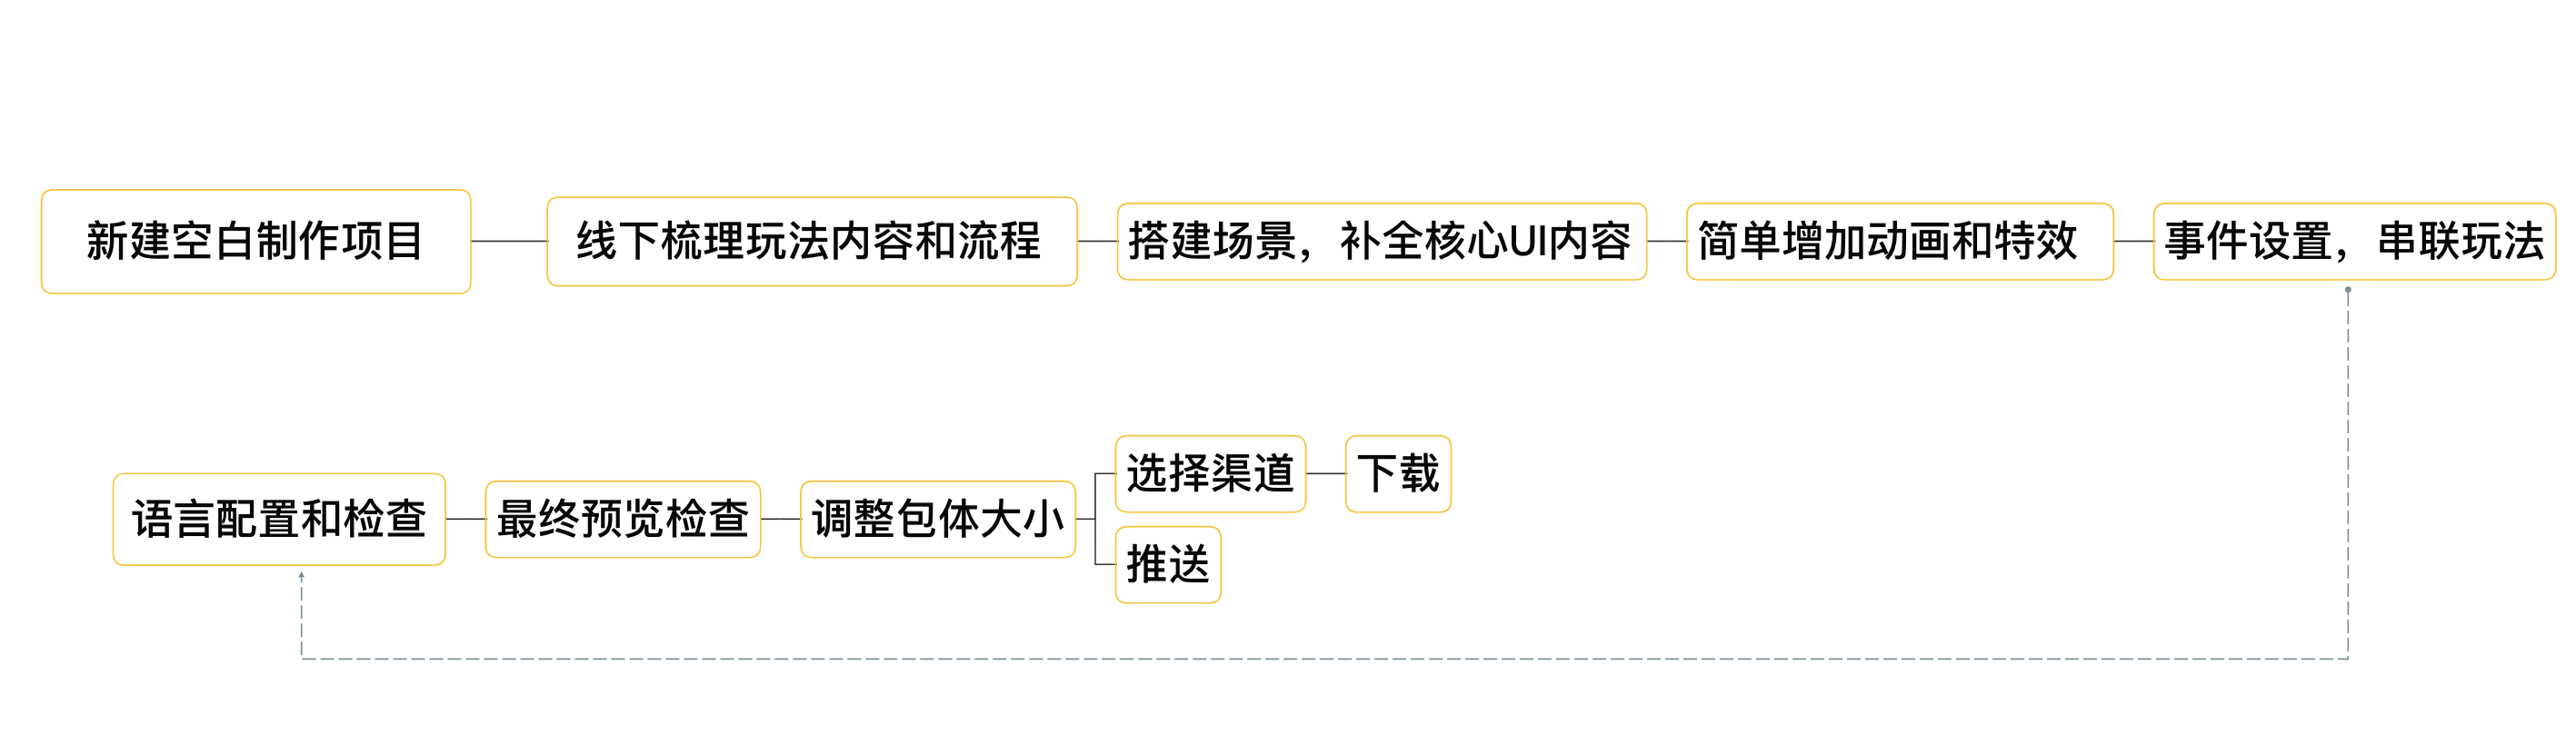 新建空白制作项目
线下梳理玩法内容和流程
搭建场景，补全核心UI内容
简单增加动画和特效
事件设置，串联玩法
语言配置和检查
最终预览检查
调整包体大小
选择渠道
下载
推送